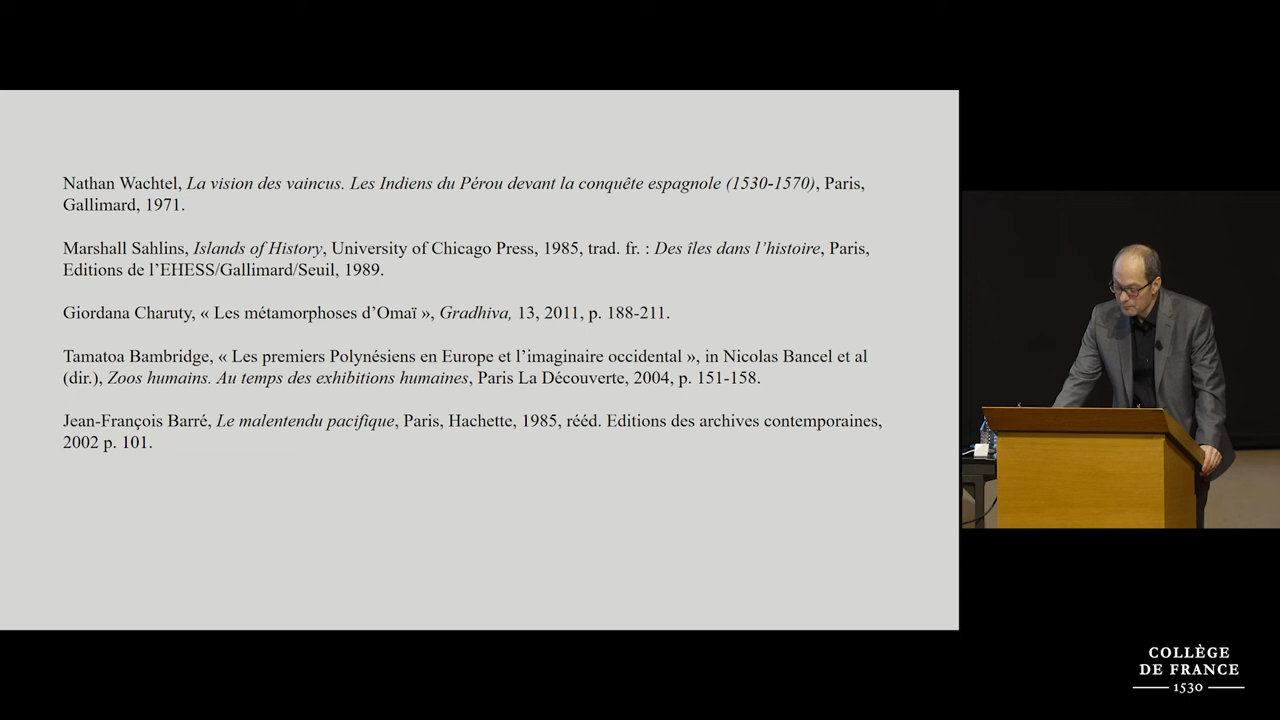 Nathan Wachtel, La vision des vaincus. Les Indiens du Pérou devant la conquête espagnole (1530-1570), Paris,
Gallimard, 1971.
Marshall Sahlins, Islands of History, University of Chicago Press, 1985, trad. fr. : Des îles dans l’histoire, Paris,
Editions de l’EHESS/Gallimard/Seuil, 1989.
Giordana Charuty, « Les métamorphoses d’Omaï », Gradhiva, 13, 2011, p. 188-211.
Tamatoa Bambridge, « Les premiers Polynésiens en Europe et l’imaginaire occidental », in Nicolas Bancel et al
(dir.), Zoos humains. Au temps des exhibitions humaines, Paris La Découverte, 2004, p. 151-158.
Jean-François Barré, Le malentendu pacifique, Paris, Hachette, 1985, rééd. Editions des archives contemporaines,
2002 p. 101.
COLLÈGE
DE FRANCE
1530